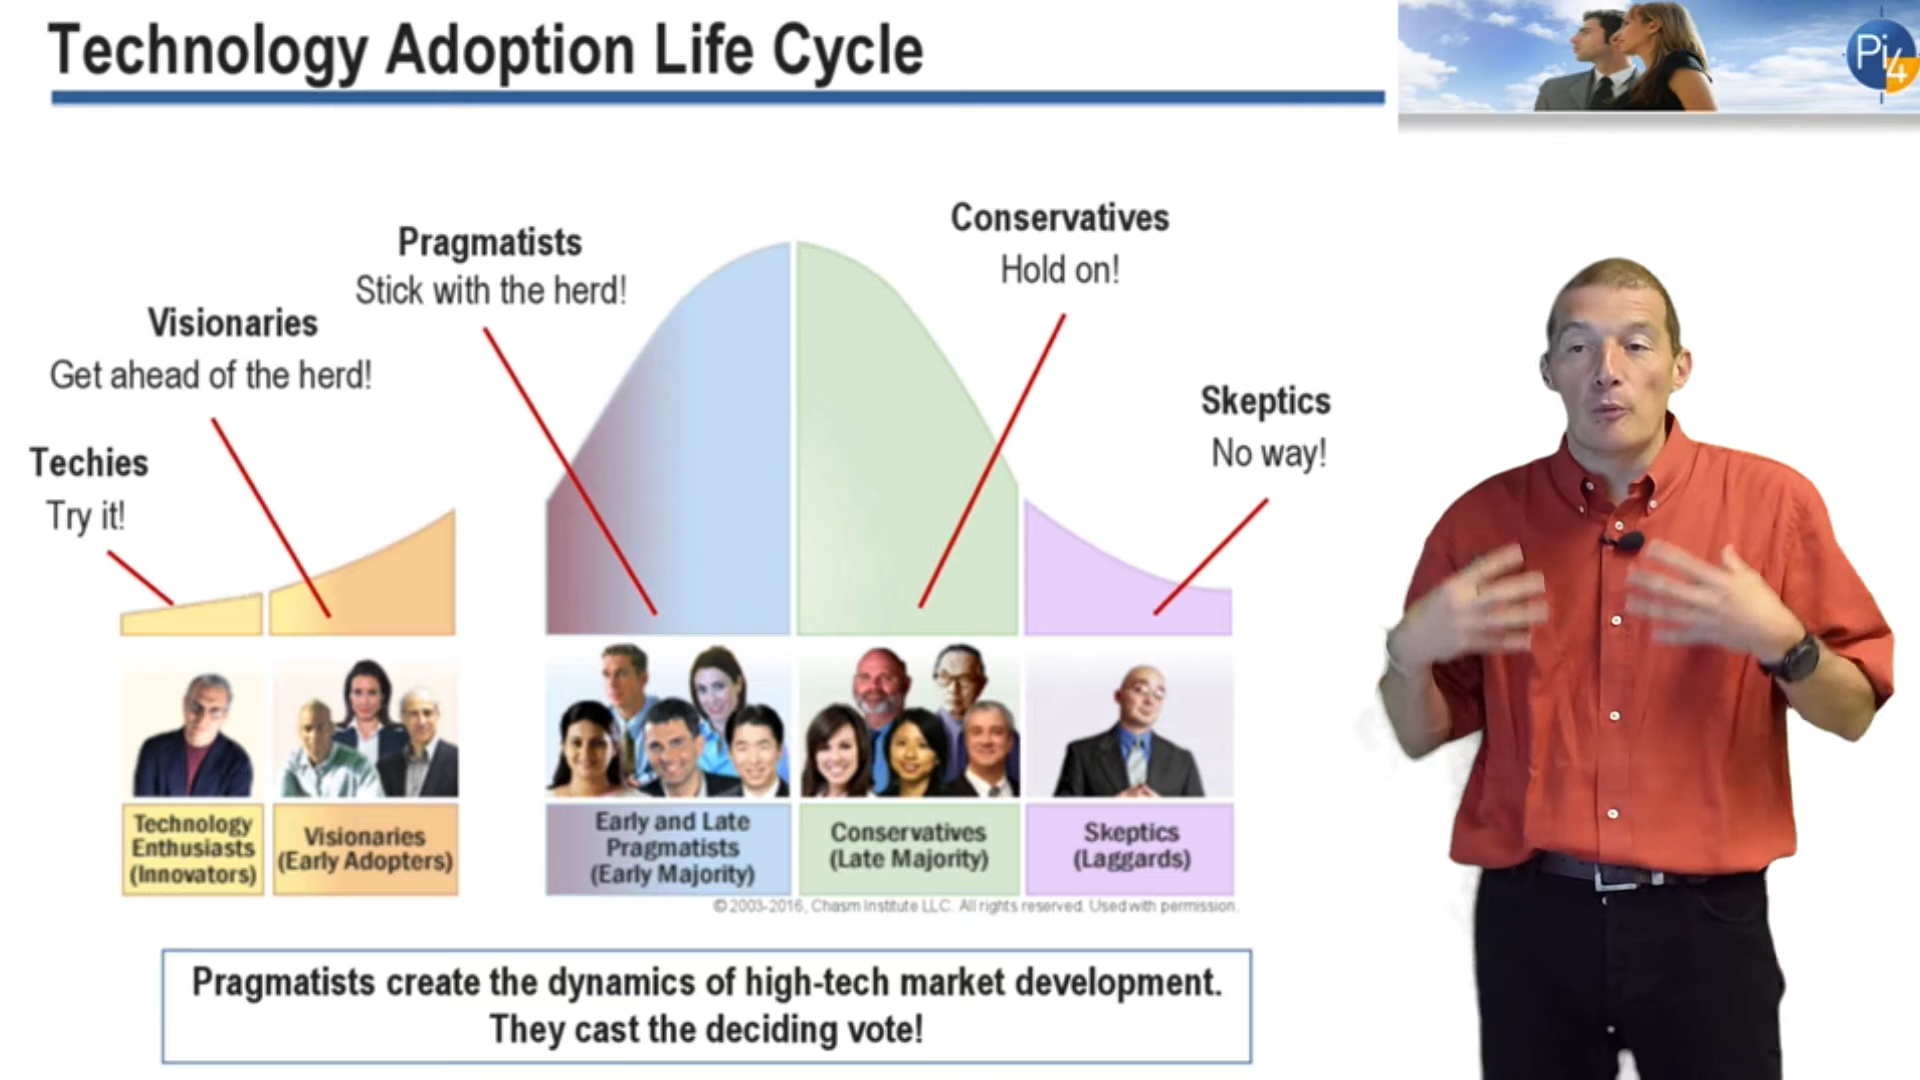 Technology Adoption Life Cycle
Pi4
Conservatives
Hold on!
Pragmatists
Stick with the herd!
Visionaries
Get ahead of the herd!
Skeptics
No way!
Techies
Try it!
Technology
Enthusiasts
(Innovators)
Visionaries
(Early Adopters)
Early and Late
Pragmatists
(Early Majority)
Conservatives
(Late Majority)
Skeptics
(Laggards)
© 2003-2016, Chasm Institute LLC. All rights reserved. Used with permission.
Pragmatists create the dynamics of high-tech market development.
They cast the deciding vote!